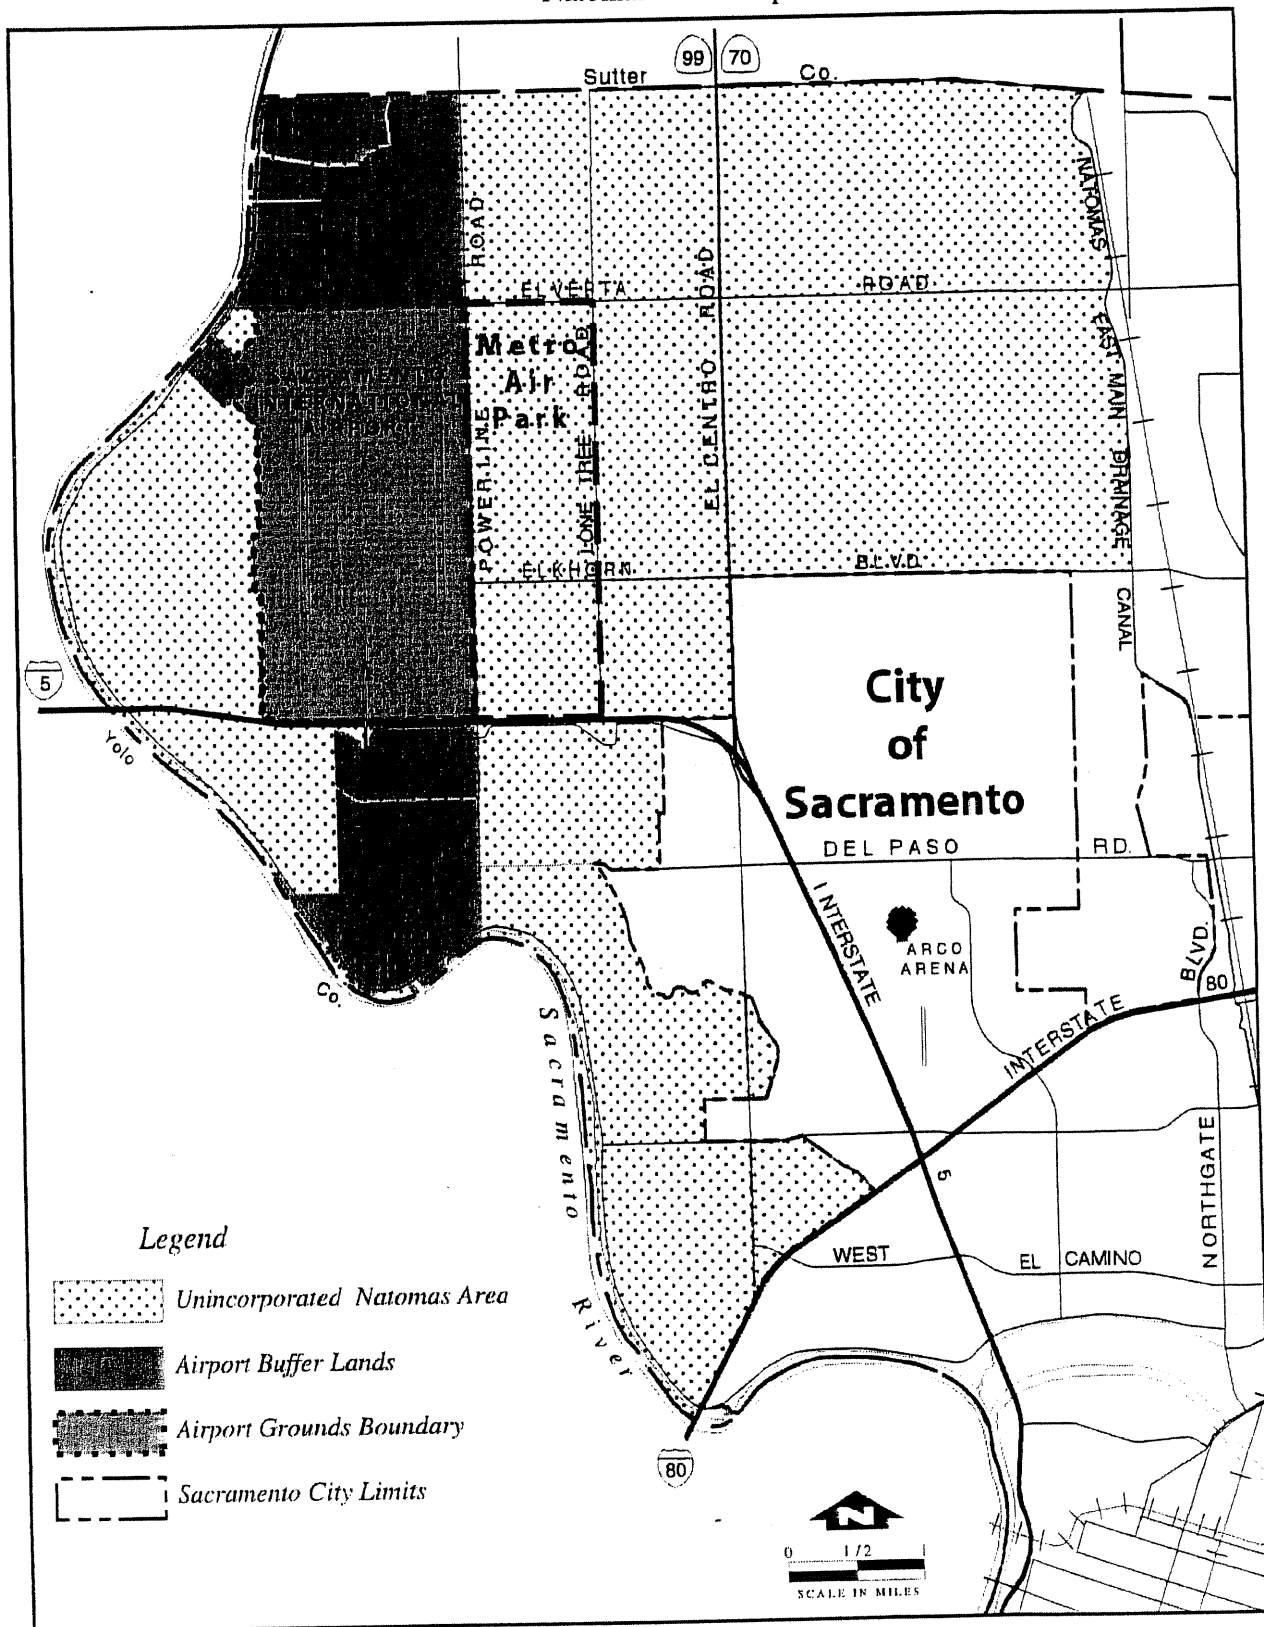 99 70
Sutter Co.
NATOMAS
ROAD
ELVERTA
ROAD
EL CENTRO ROAD
Metro
Air
Park
INTERNATIONAL
AIRPORT
POWERLINE
LONE TREE ROAD
EAST MAIN DRAINAGE
CANAL
ELKHORN
BLVD.
5
Yolo
City
of
Sacramento
DEL PASO
RD.
INTERSTATE
ARCO
ARENA
BLVD.
80
Co.
INTERSTATE
Sacramento
River
5
NORTHGATE
WEST
EL CAMINO
Legend
Unincorporated Natomas Area
Airport Buffer Lands
Airport Grounds Boundary
Sacramento City Limits
80
N
0 1/2 1
SCALE IN MILES